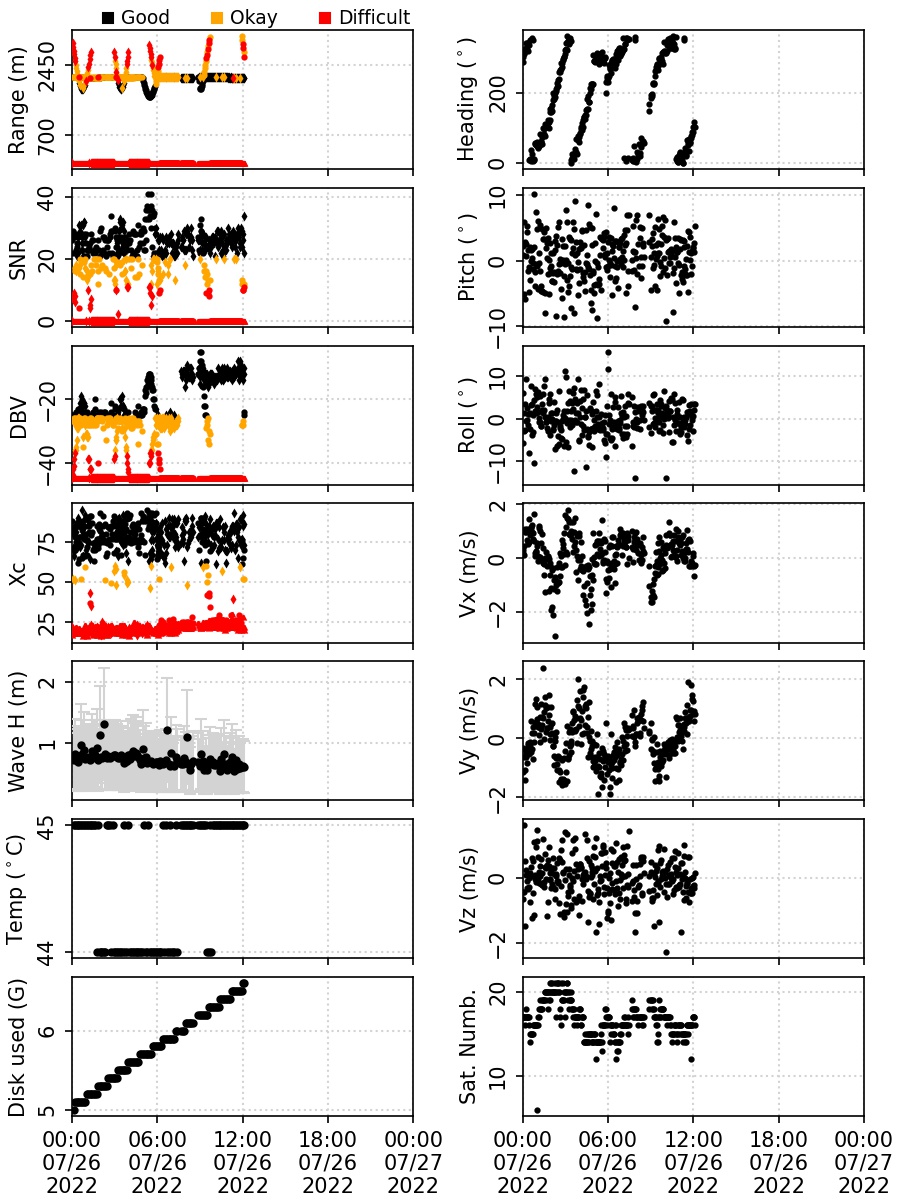 Good Okay Difficult
Range (m)
2450
700
Heading (°)
200
0
SNR
40
20
0
Pitch (°)
10
0
−10
DBV
−20
−40
Roll (°)
10
0
−10
Xc
75
50
25
Vx (m/s)
2
0
−2
Wave H (m)
2
1
Vy (m/s)
2
0
−2
Temp (°C)
45
44
Vz (m/s)
0
−2
Disk used (G)
6
5
Sat. Numb.
20
10
00:00 06:00 12:00 18:00 00:00
07/26 07/26 07/26 07/26 07/27
2022 2022 2022 2022 2022
00:00 06:00 12:00 18:00 00:00
07/26 07/26 07/26 07/26 07/27
2022 2022 2022 2022 2022